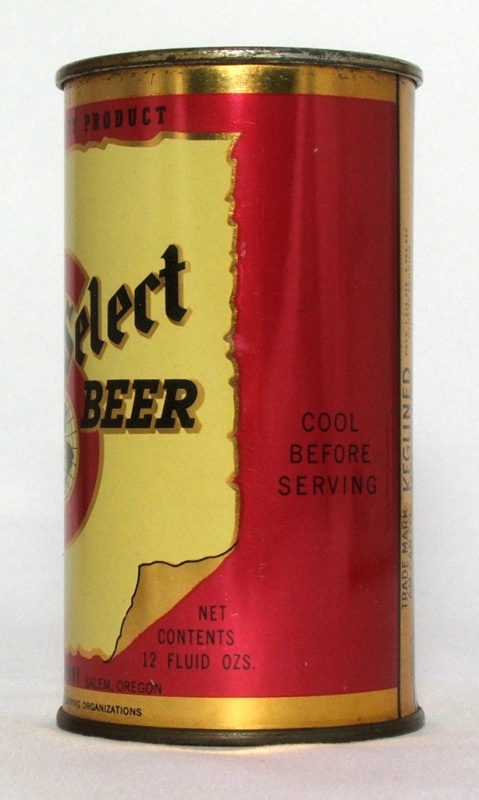 PRODUCT
Select
BEER
COOL
BEFORE
SERVING
NET
CONTENTS
12 FLUID OZS.
SALEM, OREGON
ORGANIZATIONS
TRADE MARK KEGLINED